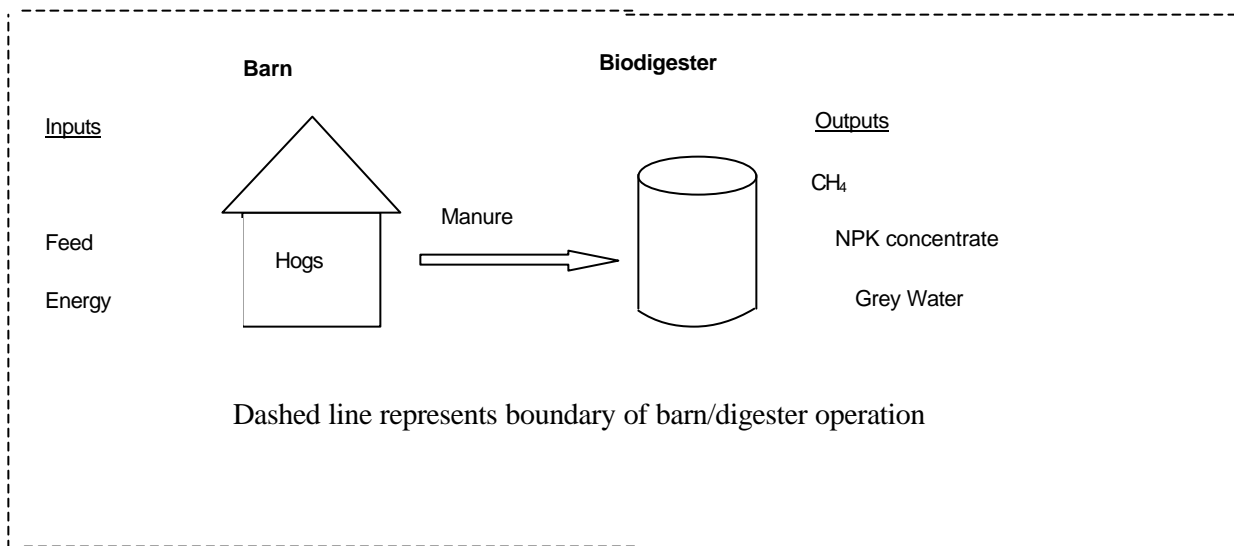 Barn
Biodigester
Inputs
Outputs
CH₄
Manure
Feed
NPK concentrate
Hogs
Energy
Grey Water
Dashed line represents boundary of barn/digester operation